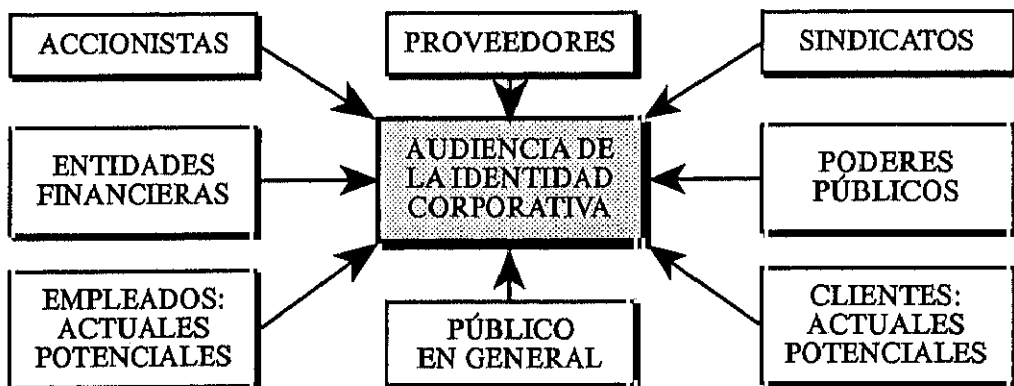 ACCIONISTAS
PROVEEDORES
SINDICATOS
ENTIDADES
FINANCIERAS
AUDIENCIA DE
LA IDENTIDAD
CORPORATIVA
PODERES
PÚBLICOS
EMPLEADOS:
ACTUALES
POTENCIALES
PÚBLICO
EN GENERAL
CLIENTES:
ACTUALES
POTENCIALES